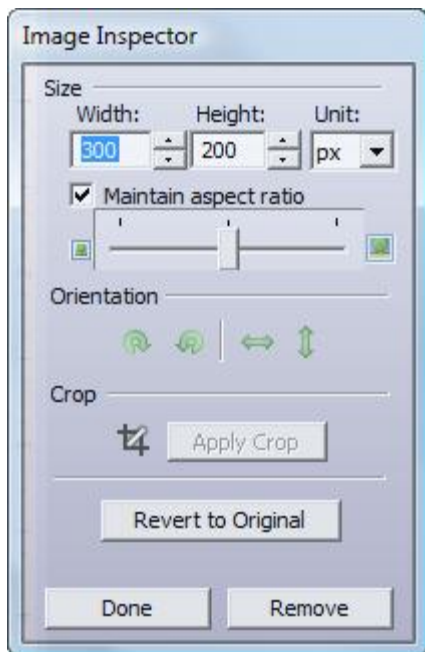 Image Inspector
Size
Width: Height: Unit:
300 200 px
Maintain aspect ratio
Orientation
Crop
Apply Crop
Revert to Original
Done Remove